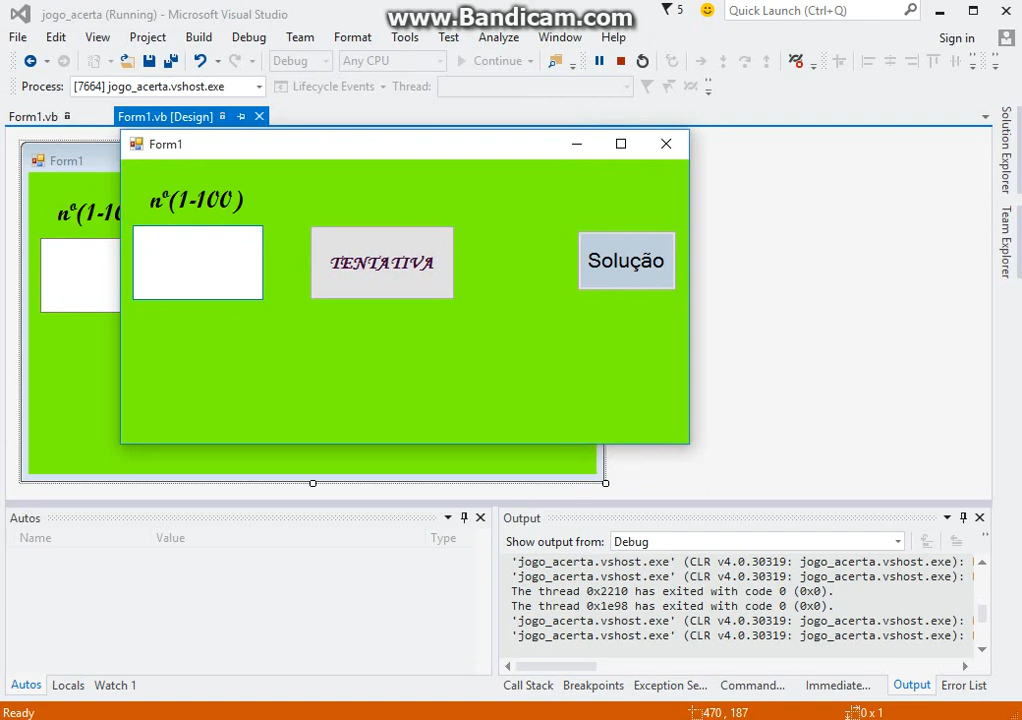 jogo_acerta (Running) - Microsoft Visual Studio
www.Bandicam.com
5
Quick Launch (Ctrl+Q)
File Edit View Project Build Debug Team Format Tools Test Analyze Window Help
Sign in
Debug Any CPU Continue
Process: [7664] jogo_acerta.vshost.exe Lifecycle Events Thread:
Form1.vb Form1.vb [Design]
Solution Explorer
Team Explorer
Form1
Form1
nº(1-10
nº(1-100)
TENTATIVA
Solução
Autos
Name Value Type
Output
Show output from: Debug
'jogo_acerta.vshost.exe' (CLR v4.0.30319: jogo_acerta.vshost.exe):
'jogo_acerta.vshost.exe' (CLR v4.0.30319: jogo_acerta.vshost.exe):
The thread 0x2210 has exited with code 0 (0x0).
The thread 0x1e98 has exited with code 0 (0x0).
'jogo_acerta.vshost.exe' (CLR v4.0.30319: jogo_acerta.vshost.exe):
'jogo_acerta.vshost.exe' (CLR v4.0.30319: jogo_acerta.vshost.exe):
Autos Locals Watch 1
Call Stack Breakpoints Exception Se... Command... Immediate... Output Error List
Ready
470 , 187
0 x 1